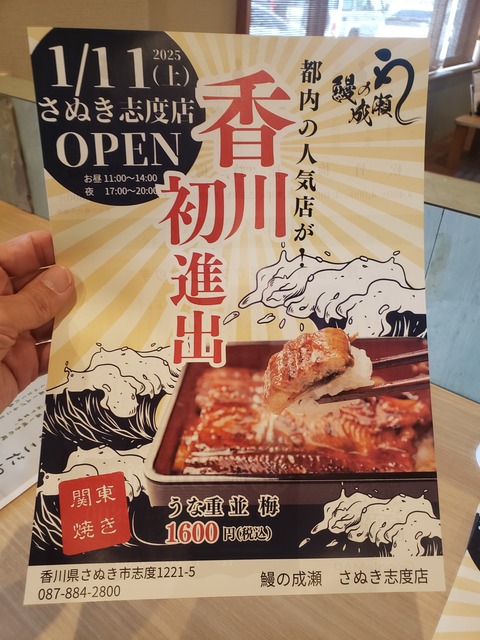 2025
1/11(土)
さぬき志度店
OPEN
お昼 11:00〜14:00
夜 17:00〜20:00
都内の人気店が!
香川
初進出
鰻の成瀬
関東
焼き
うな重 並 梅
1600円(税込)
香川県さぬき市志度1221-5
087-884-2800
鰻の成瀬 さぬき志度店